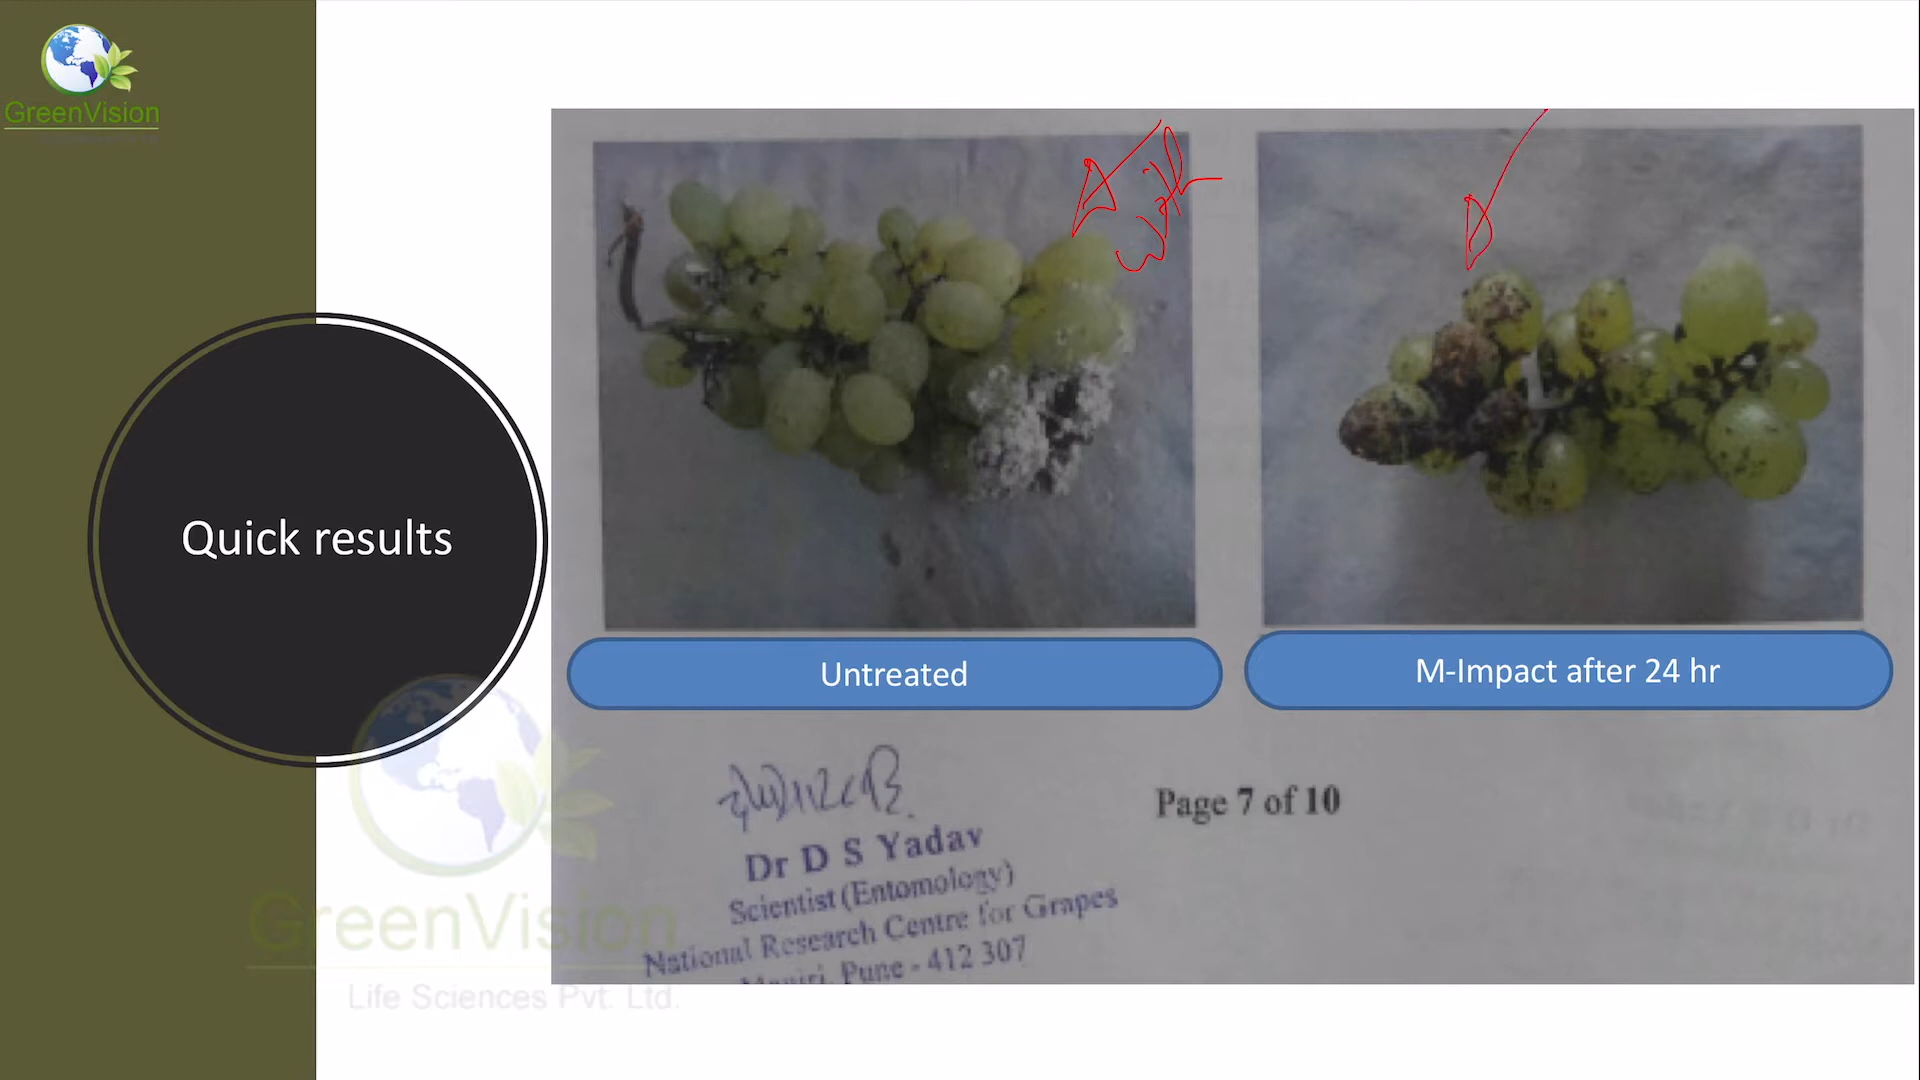 GreenVision
Quick results
Untreated
M-Impact after 24 hr
Page 7 of 10
Dr D S Yadav
Scientist (Entomology)
National Research Centre for Grapes
Pune - 412 307
GreenVision
Life Sciences Pvt. Ltd.